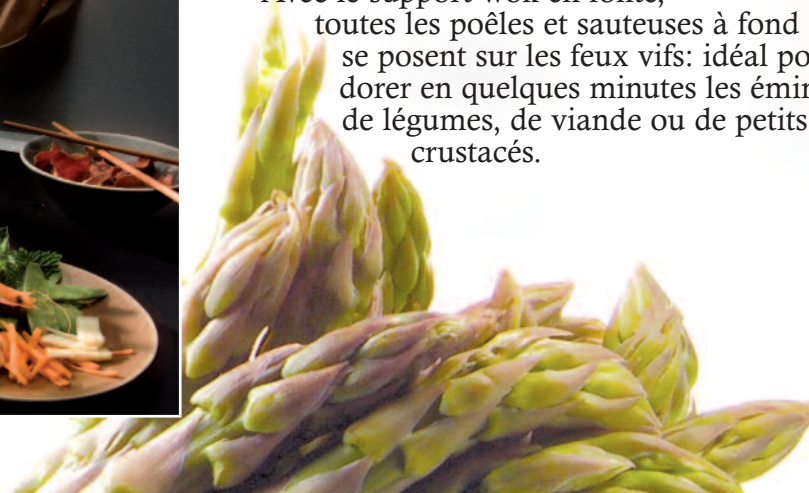 Avec le support wok en fonte,
toutes les poêles et sauteuses à fond
se posent sur les feux vifs: idéal
dorer en quelques minutes les
de légumes, de viande ou de petits
crustacés.